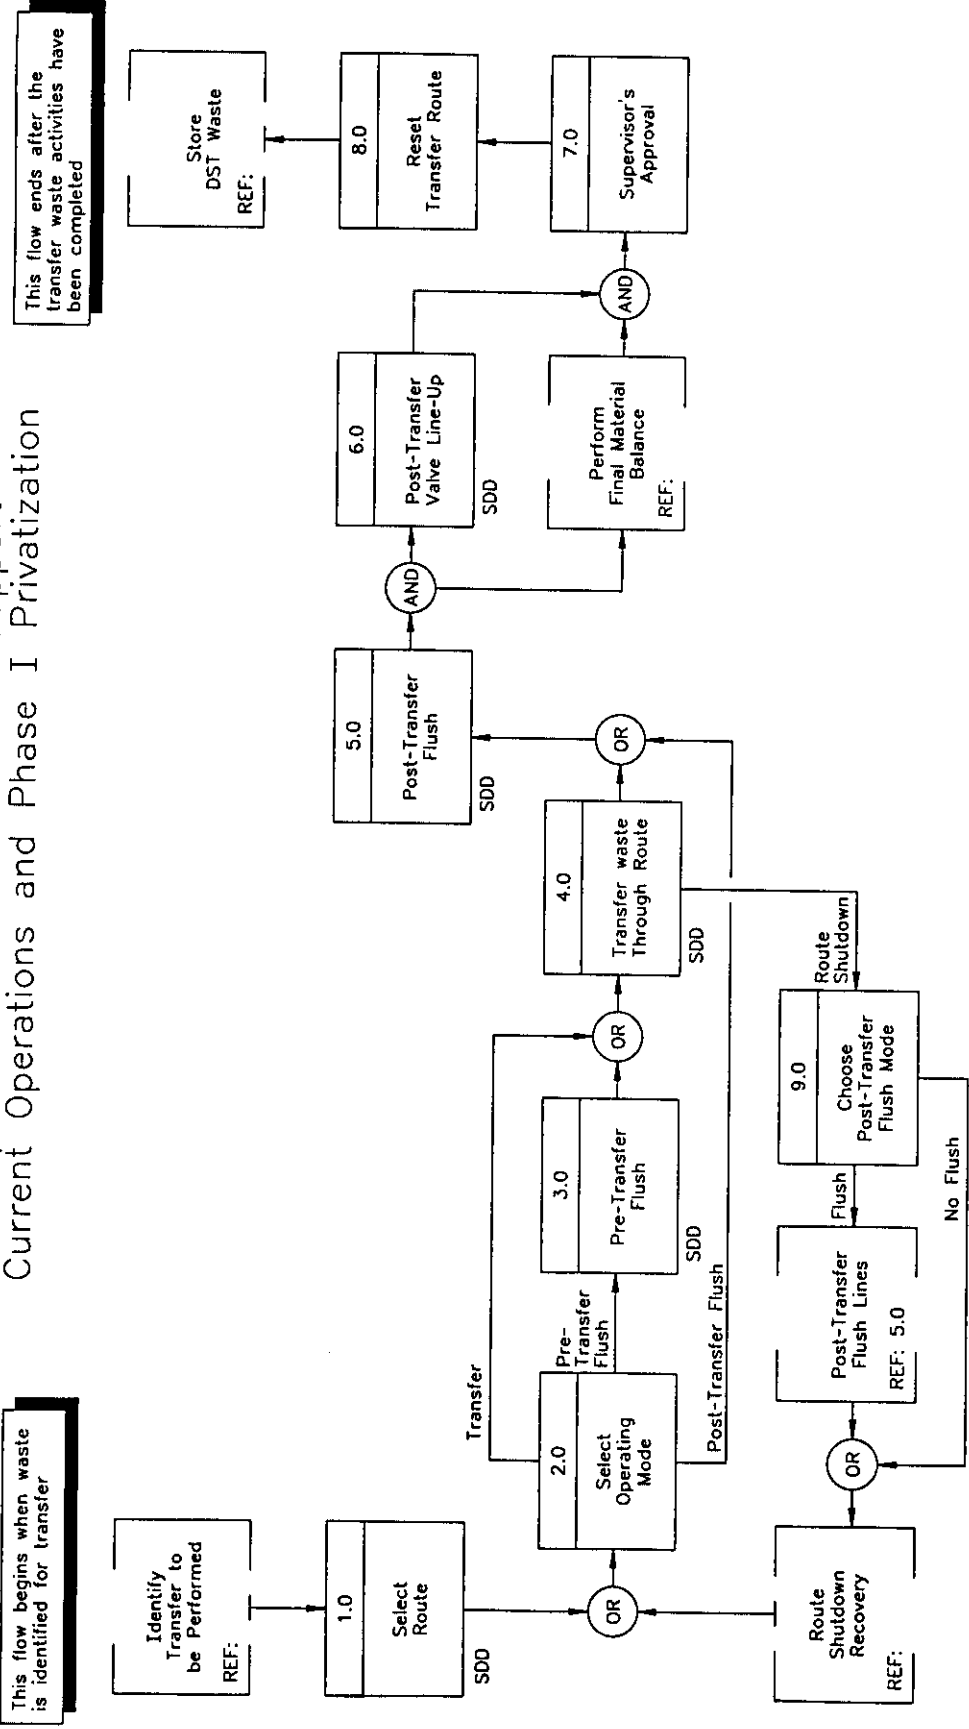 Current Operations and Phase I Privatization
This flow begins when waste
is identified for transfer
This flow ends after the
transfer waste activities have
been completed
Identify
Transfer to
be Performed
REF:
1.0
Select
Route
SDD
OR
2.0
Select
Operating
Mode
Transfer
Pre-
Transfer
Flush
Post-Transfer Flush
3.0
Pre-Transfer
Flush
SDD
OR
4.0
Transfer waste
Through Route
SDD
OR
5.0
Post-Transfer
Flush
SDD
AND
6.0
Post-Transfer
Valve Line-Up
SDD
Perform
Final Material
Balance
REF:
AND
7.0
Supervisor's
Approval
8.0
Reset
Transfer Route
Store
DST Waste
REF:
Route
Shutdown
9.0
Choose
Post-Transfer
Flush Mode
Flush
No Flush
Post-Transfer
Flush Lines
REF: 5.0
OR
Route
Shutdown
Recovery
REF: